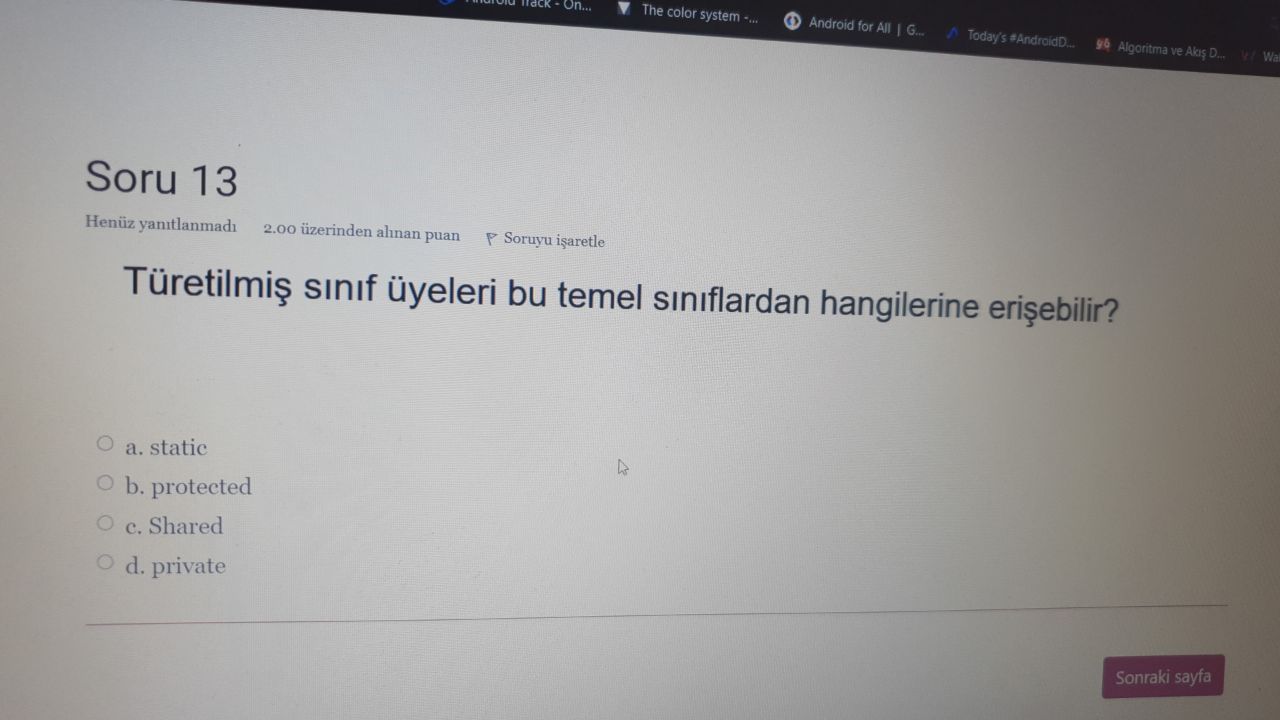 Track - On...
The color system -...
Android for All | G...
Today's #AndroidD...
Algoritma ve Akış D...
Soru 13
Henüz yanıtlanmadı 2.00 üzerinden alınan puan Soruyu işaretle
Türetilmiş sınıf üyeleri bu temel sınıflardan hangilerine erişebilir?
a. static
b. protected
c. Shared
d. private
Sonraki sayfa